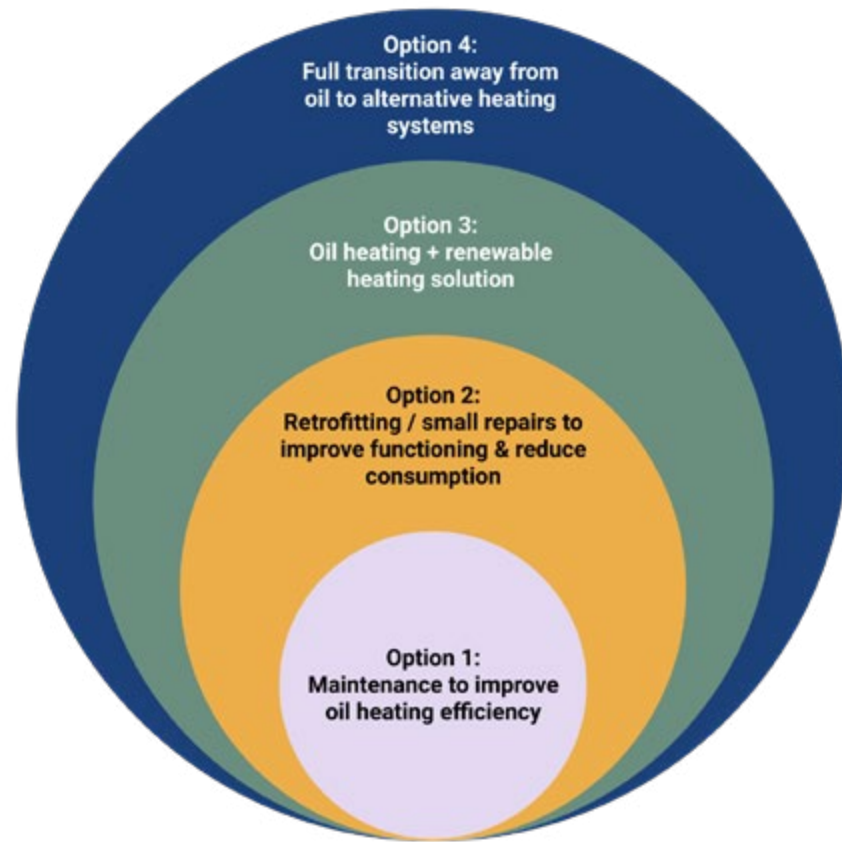 Option 4:
Full transition away from
oil to alternative heating
systems
Option 3:
Oil heating + renewable
heating solution
Option 2:
Retrofitting / small repairs to
improve functioning & reduce
consumption
Option 1:
Maintenance to improve
oil heating efficiency